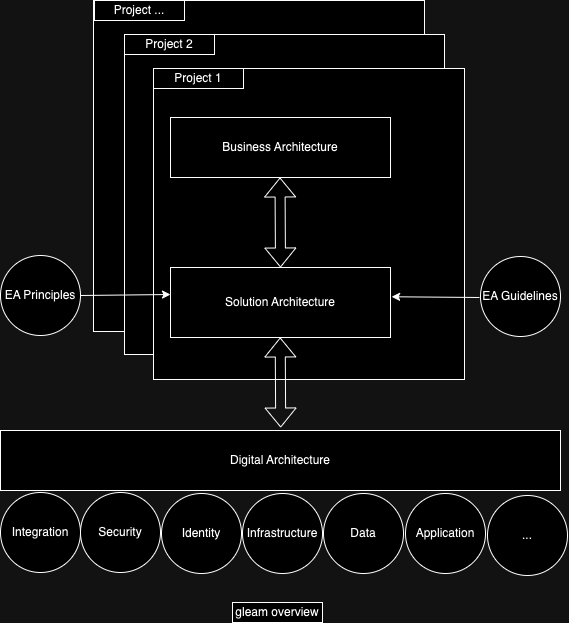 Project ...
Project 2
Project 1
Business Architecture
EA Principles
Solution Architecture
EA Guidelines
Digital Architecture
Integration
Security
Identity
Infrastructure
Data
Application
...
gleam overview